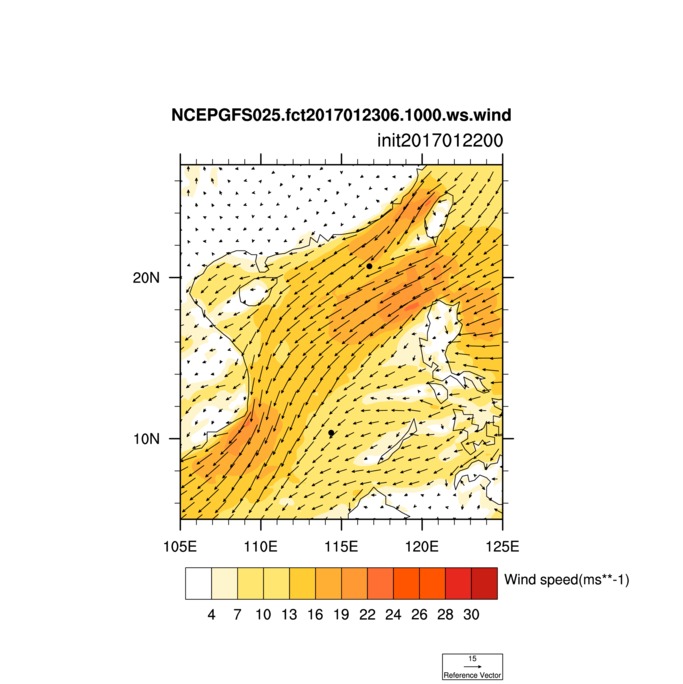 NCEPGFS025.fct2017012306.1000.ws.wind
init2017012200
20N
10N
105E 110E 115E 120E 125E
Wind speed(ms**-1)
4 7 10 13 16 19 22 24 26 28 30
15
Reference Vector